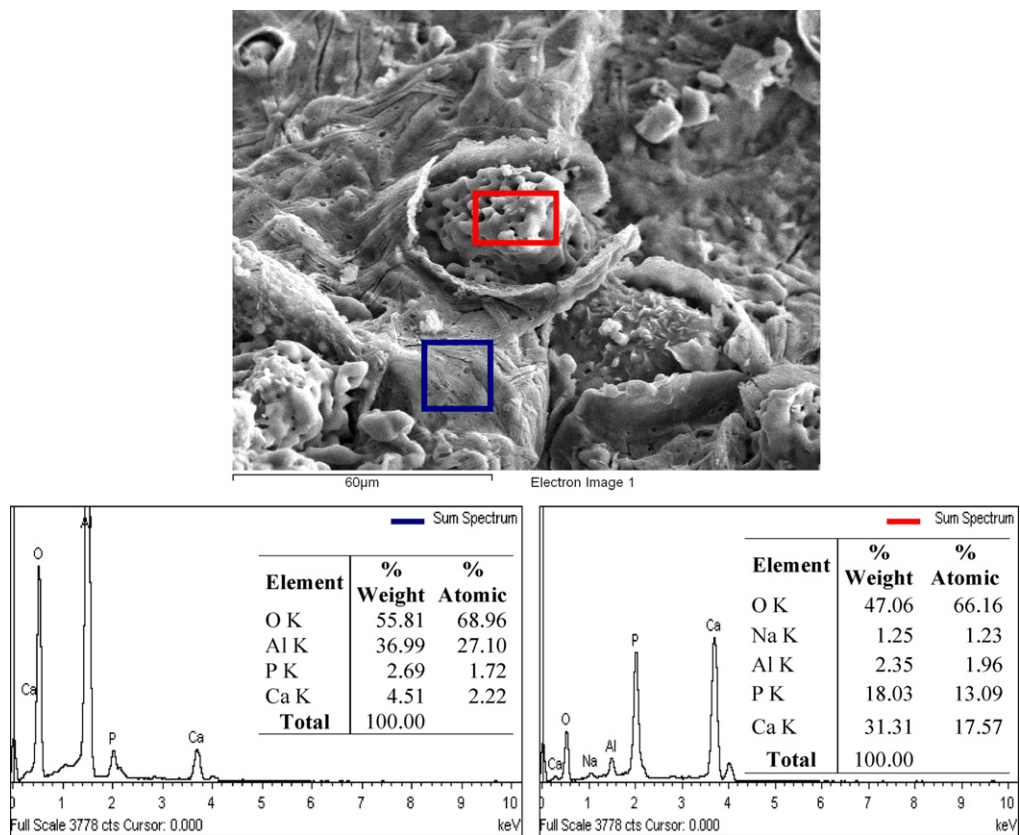 60µm Electron Image 1
Sum Spectrum
Al
O
Ca
P
Ca
Element % Weight % Atomic
O K 55.81 68.96
Al K 36.99 27.10
P K 2.69 1.72
Ca K 4.51 2.22
Total 100.00
0 1 2 3 4 5 6 7 8 9 10
Full Scale 3778 cts Cursor: 0.000 keV
Sum Spectrum
Ca
O
Na
Al
P
Ca
Element % Weight % Atomic
O K 47.06 66.16
Na K 1.25 1.23
Al K 2.35 1.96
P K 18.03 13.09
Ca K 31.31 17.57
Total 100.00
0 1 2 3 4 5 6 7 8 9 10
Full Scale 3778 cts Cursor: 0.000 keV